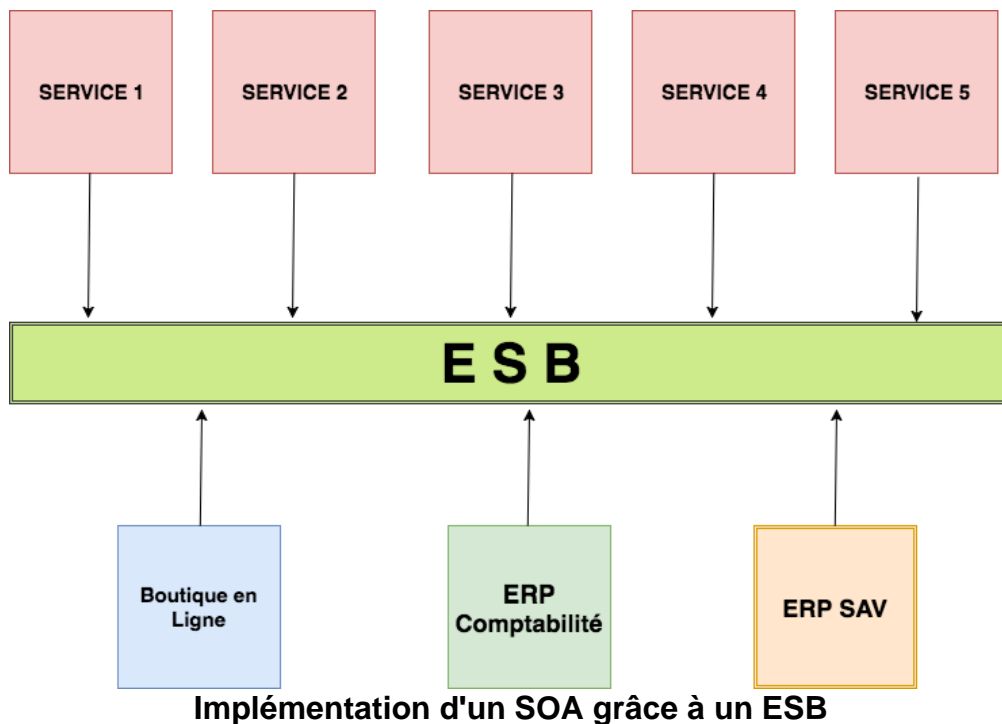 SERVICE 1
SERVICE 2
SERVICE 3
SERVICE 4
SERVICE 5
E S B
Boutique en
Ligne
ERP
Comptabilité
ERP SAV
Implémentation d'un SOA grâce à un ESB